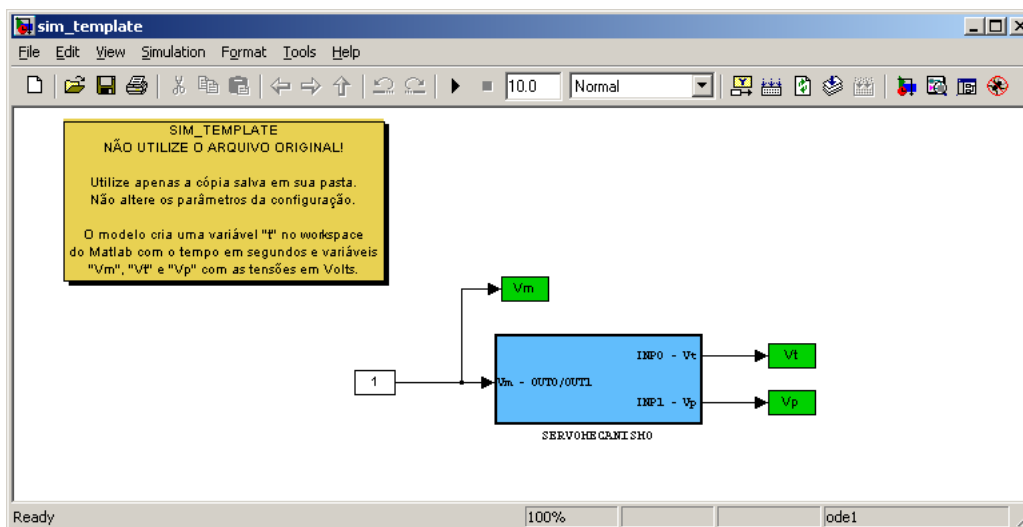 sim_template
File Edit View Simulation Format Tools Help
10.0 Normal
SIM_TEMPLATE
NÃO UTILIZE O ARQUIVO ORIGINAL!
Utilize apenas a cópia salva em sua pasta.
Não altere os parâmetros da configuração.
O modelo cria uma variável "t" no workspace
do Matlab com o tempo em segundos e variáveis
"Vm", "Vt" e "Vp" com as tensões em Volts.
Vm
INP0 - Vt
Vt
1
Vm - OUT0/OUT1
INP1 - Vp
Vp
SERVOMECANISMO
Ready 100% ode1